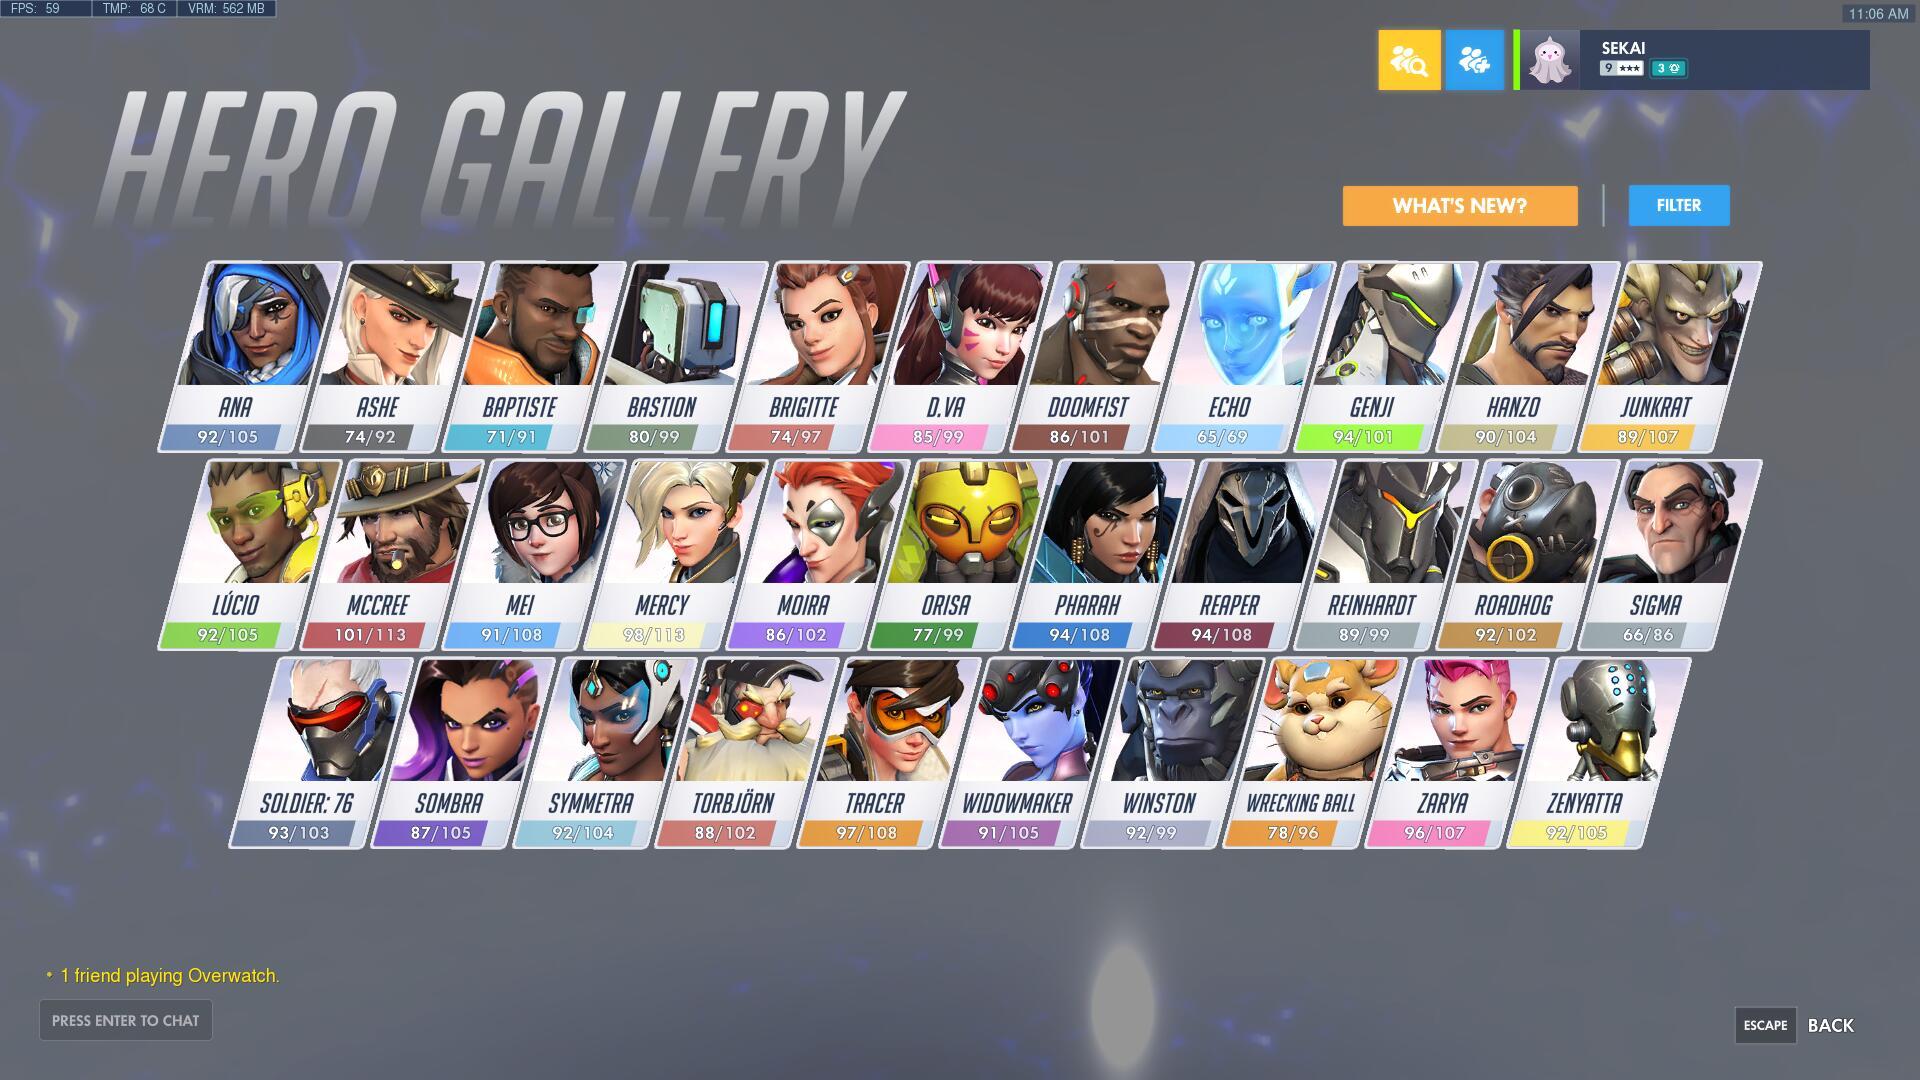 FPS: 59 TMP: 68 C VRM: 562 MB
11:06 AM
SEKAI
9 ★★★ 3
HERO GALLERY
WHAT'S NEW?
FILTER
ANA ASHE BAPTISTE BASTION BRIGITTE D.VA DOOMFIST ECHO GENJI HANZO JUNKRAT
92/105 74/92 71/91 80/99 74/97 85/99 86/101 65/69 94/101 90/104 89/107
LÚCIO MCCREE MEI MERCY MOIRA ORISA PHARAH REAPER REINHARDT ROADHOG SIGMA
92/105 101/113 91/108 98/113 86/102 77/99 94/108 94/108 89/99 92/102 66/86
SOLDIER: 76 SOMBRA SYMMETRA TORBJÖRN TRACER WIDOWMAKER WINSTON WRECKING BALL ZARYA ZENYATTA
93/103 87/105 92/104 88/102 97/108 91/105 92/99 78/96 96/107 92/105
• 1 friend playing Overwatch.
PRESS ENTER TO CHAT
ESCAPE BACK